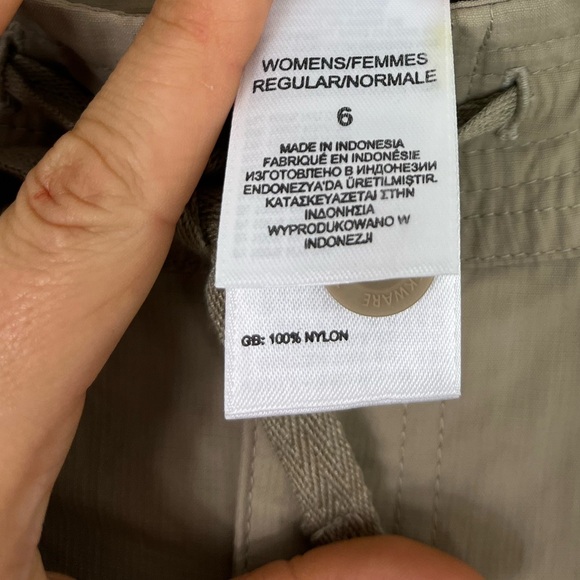 WOMENS/FEMMES
REGULAR/NORMALE
6
MADE IN INDONESIA
FABRIQUÉ EN INDONÉSIE
ИЗГОТОВЛЕНО В ИНДОНЕЗИИ
ENDONEZYA'DA ÜRETILMIŞTIR.
ΚΑΤΑΣΚΕΥΑΖΕΤΑΙ ΣΤΗΝ
ΙΝΔΟΝΗΣΙΑ
WYPRODUKOWANO W
INDONEZJI
KWARE
GB: 100% NYLON